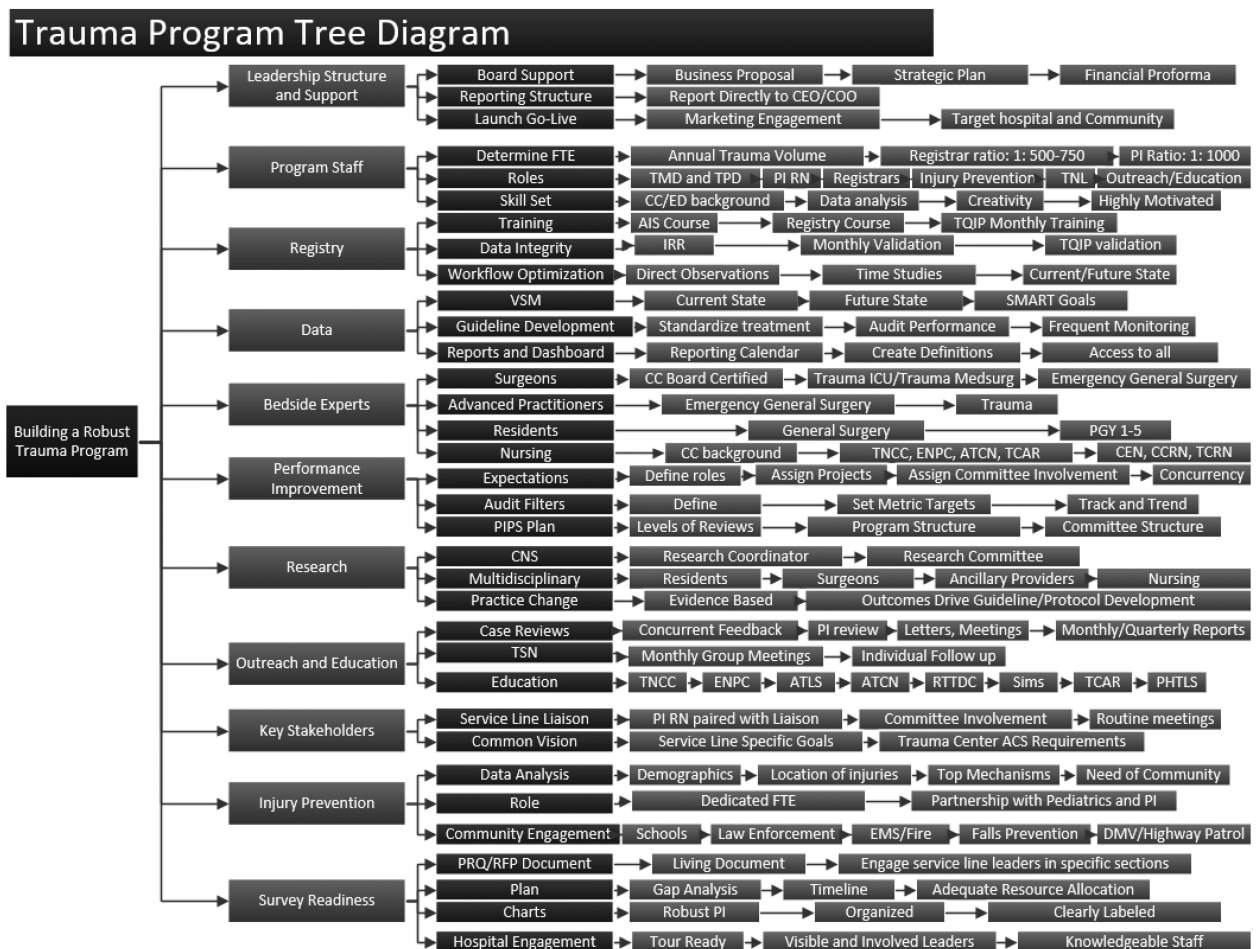 Trauma Program Tree Diagram
Building a Robust
Trauma Program
Leadership Structure
and Support
Board Support
Business Proposal
Strategic Plan
Financial Proforma
Reporting Structure
Report Directly to CEO/COO
Launch Go-Live
Marketing Engagement
Target hospital and Community
Program Staff
Determine FTE
Annual Trauma Volume
Registrar ratio: 1: 500-750
PI Ratio: 1: 1000
Roles
TMD and TPD
PI RN
Registrars
Injury Prevention
TNL
Outreach/Education
Skill Set
CC/ED background
Data analysis
Creativity
Highly Motivated
Registry
Training
AIS Course
Registry Course
TQIP Monthly Training
Data Integrity
IRR
Monthly Validation
TQIP validation
Workflow Optimization
Direct Observations
Time Studies
Current/Future State
Data
VSM
Current State
Future State
SMART Goals
Guideline Development
Standardize treatment
Audit Performance
Frequent Monitoring
Reports and Dashboard
Reporting Calendar
Create Definitions
Access to all
Bedside Experts
Surgeons
CC Board Certified
Trauma ICU/Trauma Medsurg
Emergency General Surgery
Advanced Practitioners
Emergency General Surgery
Trauma
Residents
General Surgery
PGY 1-5
Nursing
CC background
TNCC, ENPC, ATCN, TCAR
CEN, CCRN, TCRN
Performance
Improvement
Expectations
Define roles
Assign Projects
Assign Committee Involvement
Concurrency
Audit Filters
Define
Set Metric Targets
Track and Trend
PIPS Plan
Levels of Reviews
Program Structure
Committee Structure
Research
CNS
Research Coordinator
Research Committee
Multidisciplinary
Residents
Surgeons
Ancillary Providers
Nursing
Practice Change
Evidence Based
Outcomes Drive Guideline/Protocol Development
Outreach and Education
Case Reviews
Concurrent Feedback
PI review
Letters, Meetings
Monthly/Quarterly Reports
TSN
Monthly Group Meetings
Individual Follow up
Education
TNCC
ENPC
ATLS
ATCN
RTTDC
Sims
TCAR
PHTLS
Key Stakeholders
Service Line Liaison
PI RN paired with Liaison
Committee Involvement
Routine meetings
Common Vision
Service Line Specific Goals
Trauma Center ACS Requirements
Injury Prevention
Data Analysis
Demographics
Location of injuries
Top Mechanisms
Need of Community
Role
Dedicated FTE
Partnership with Pediatrics and PI
Community Engagement
Schools
Law Enforcement
EMS/Fire
Falls Prevention
DMV/Highway Patrol
Survey Readiness
PRQ/RFP Document
Living Document
Engage service line leaders in specific sections
Plan
Gap Analysis
Timeline
Adequate Resource Allocation
Charts
Robust PI
Organized
Clearly Labeled
Hospital Engagement
Tour Ready
Visible and Involved Leaders
Knowledgeable Staff